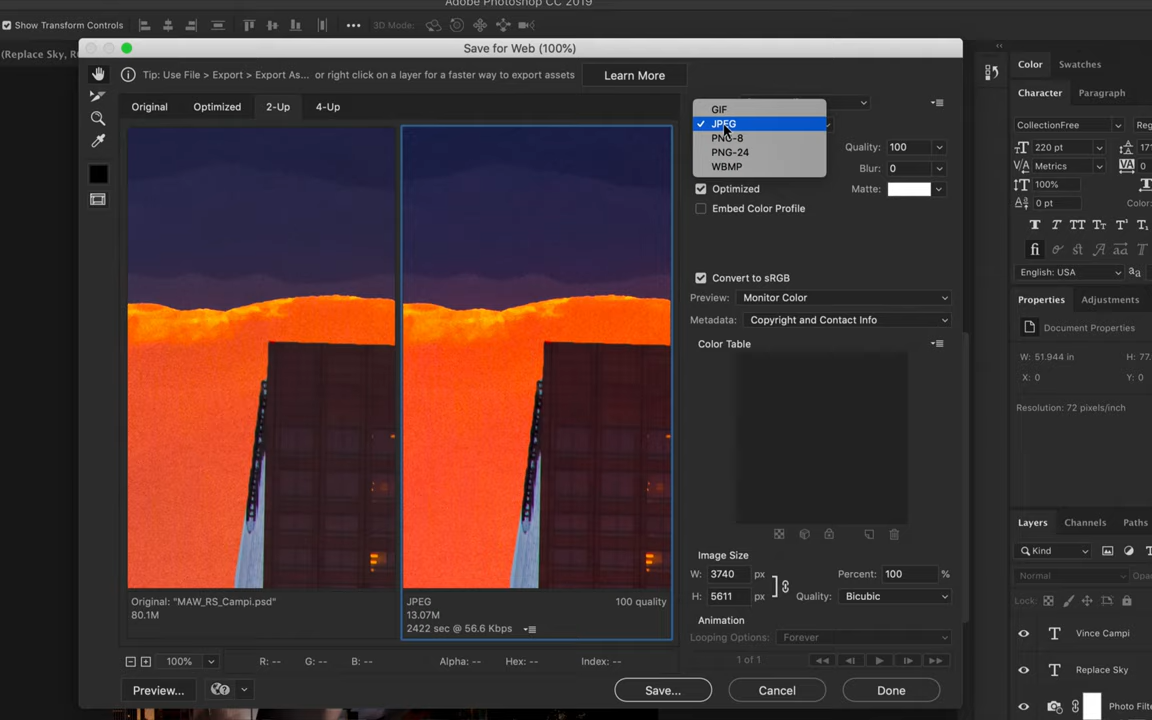 Adobe Photoshop CC 2019
Show Transform Controls
3D Mode:
(Replace Sky, R
Save for Web (100%)
Tip: Use File > Export > Export As... or right click on a layer for a faster way to export assets
Learn More
Original
Optimized
2-Up
4-Up
GIF
✓ JPEG
PNG-8
PNG-24
WBMP
Quality: 100
Blur: 0
Optimized
Matte:
Embed Color Profile
Convert to sRGB
Preview: Monitor Color
Metadata: Copyright and Contact Info
Color Table
Original: "MAW_RS_Campi.psd"
80.1M
JPEG
100 quality
13.07M
2422 sec @ 56.6 Kbps
Image Size
W: 3740 px
Percent: 100 %
H: 5611 px
Quality: Bicubic
Animation
Looping Options: Forever
1 of 1
100%
R: --
G: --
B: --
Alpha: --
Hex: --
Index: --
Preview...
Save...
Cancel
Done
Color
Swatches
Character
Paragraph
CollectionFree
Reg
220 pt
171
Metrics
0
100%
0 pt
English: USA
Properties
Adjustments
Document Properties
W: 51.944 in
H: 77.
X: 0
Y: 0
Resolution: 72 pixels/inch
Layers
Channels
Paths
Kind
Normal
Opac
Lock:
Vince Campi
Replace Sky
Photo Filte